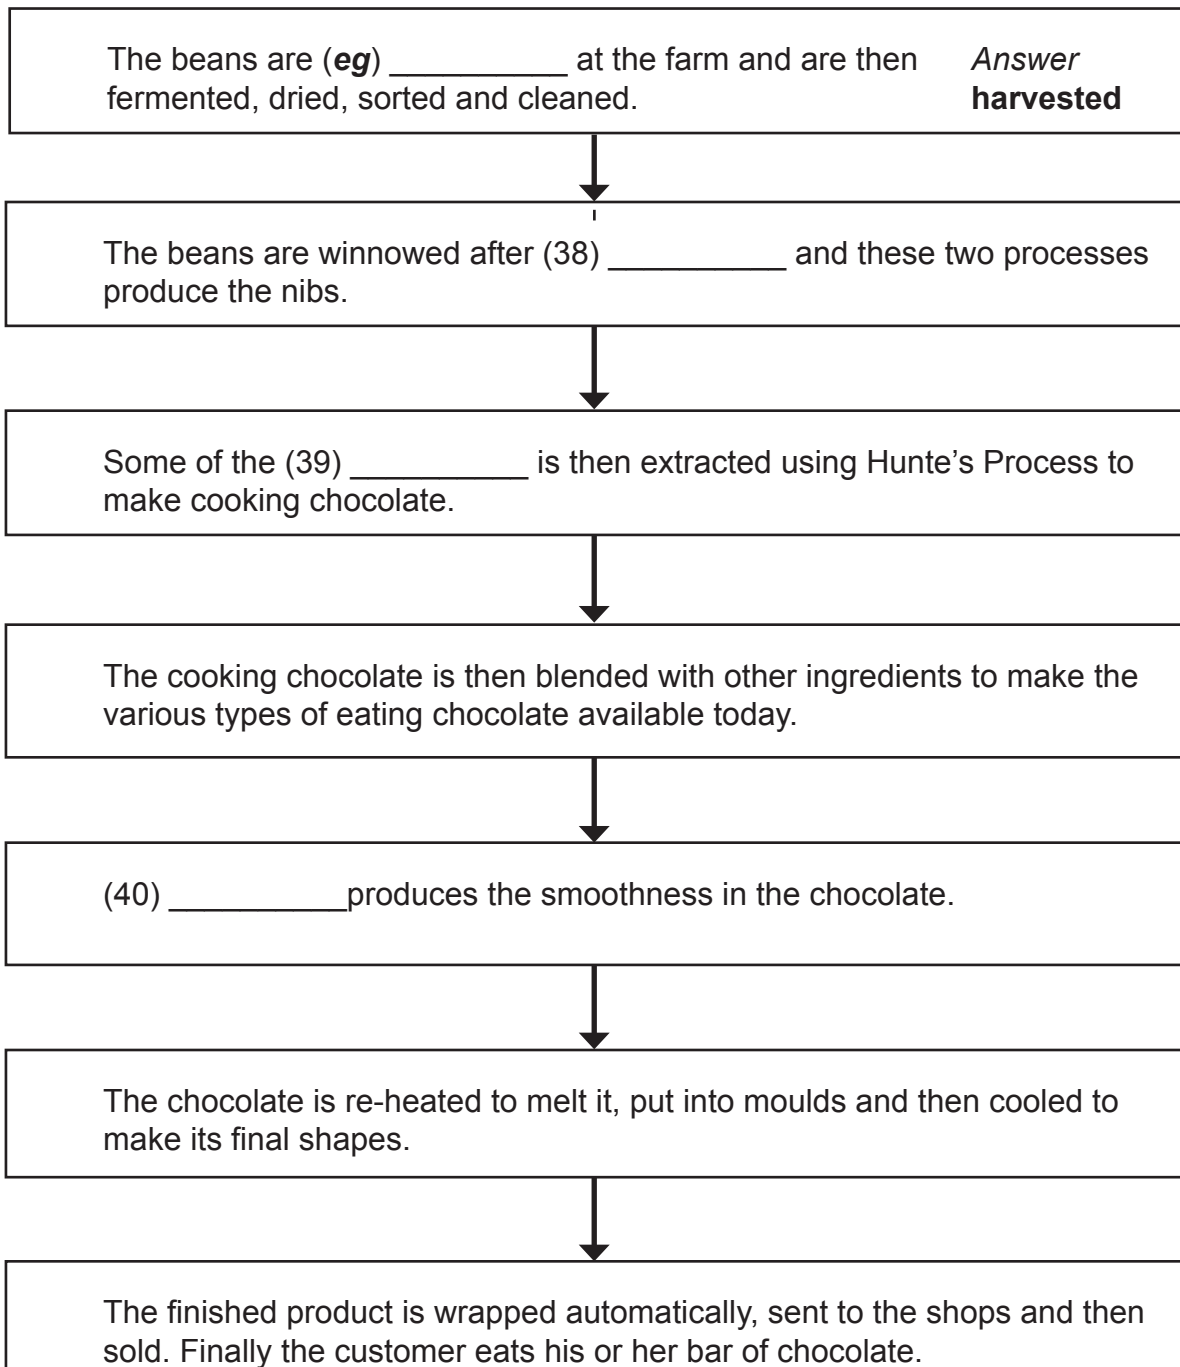 The beans are (eg) __________ at the farm and are then Answer
fermented, dried, sorted and cleaned. harvested
The beans are winnowed after (38) __________ and these two processes
produce the nibs.
Some of the (39) __________ is then extracted using Hunte’s Process to
make cooking chocolate.
The cooking chocolate is then blended with other ingredients to make the
various types of eating chocolate available today.
(40) __________produces the smoothness in the chocolate.
The chocolate is re-heated to melt it, put into moulds and then cooled to
make its final shapes.
The finished product is wrapped automatically, sent to the shops and then
sold. Finally the customer eats his or her bar of chocolate.